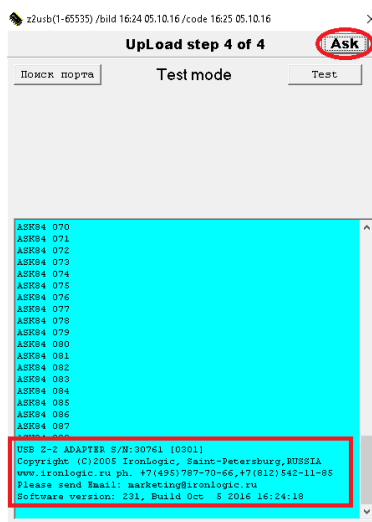 z2usb(1-65535) /bild 16:24 05.10.16 /code 16:25 05.10.16
UpLoad step 4 of 4
Ask
Поиск порта
Test mode
Test
ASK84 070
ASK84 071
ASK84 072
ASK84 073
ASK84 074
ASK84 075
ASK84 076
ASK84 077
ASK84 078
ASK84 079
ASK84 080
ASK84 081
ASK84 082
ASK84 083
ASK84 084
ASK84 085
ASK84 086
ASK84 087
USB Z-2 ADAPTER S/N:30761 [0301]
Copyright (C)2005 IronLogic, Saint-Petersburg,RUSSIA
www.ironlogic.ru ph. +7(495)787-70-66,+7(812)542-11-85
Please send Email: marketing@ironlogic.ru
Software version: 231, Build Oct  5 2016 16:24:18